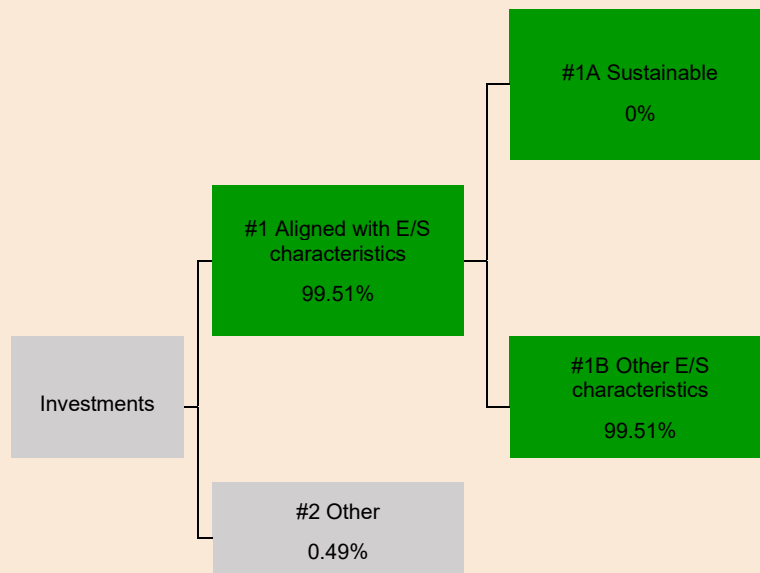 #1A Sustainable
0%
#1 Aligned with E/S
characteristics
99.51%
Investments
#1B Other E/S
characteristics
99.51%
#2 Other
0.49%